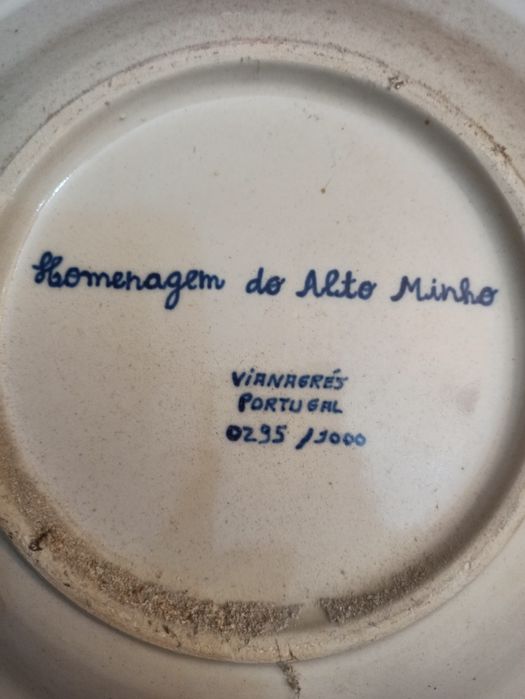 Homenagem do Alto Minho
VIANAGRÉS
PORTUGAL
0295 /1000